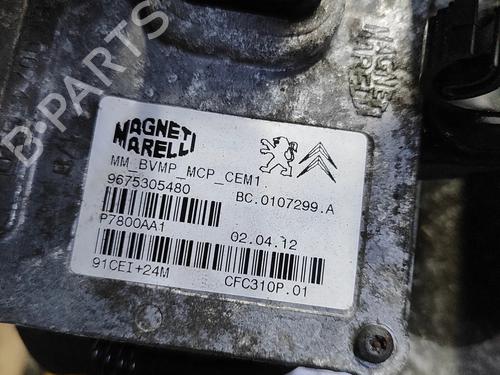 B-PARTS
MAGNETI
MARELLI
MAGNETI
MARELLI
MM_BVMP_MCP_CEM1
9675305480
BC.0107299.A
P7800AA1
02.04.12
91CEI+24M
CFC310P.01